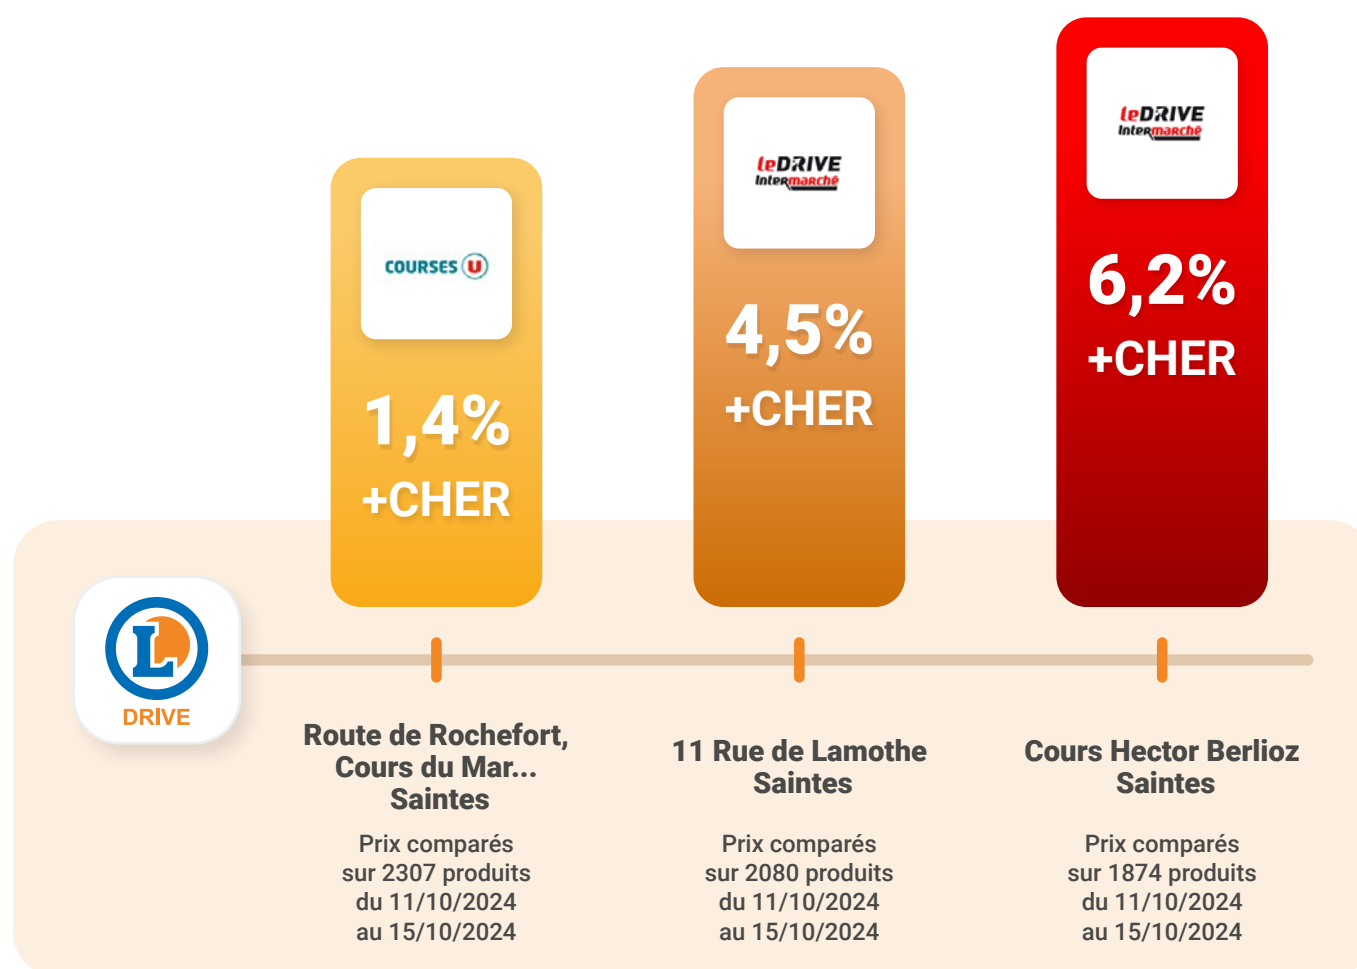 COURSES U
1,4%
+CHER
leDRIVE
Intermarché
4,5%
+CHER
leDRIVE
Intermarché
6,2%
+CHER
L
DRIVE
Route de Rochefort,
Cours du Mar...
Saintes
Prix comparés
sur 2307 produits
du 11/10/2024
au 15/10/2024
11 Rue de Lamothe
Saintes
Prix comparés
sur 2080 produits
du 11/10/2024
au 15/10/2024
Cours Hector Berlioz
Saintes
Prix comparés
sur 1874 produits
du 11/10/2024
au 15/10/2024